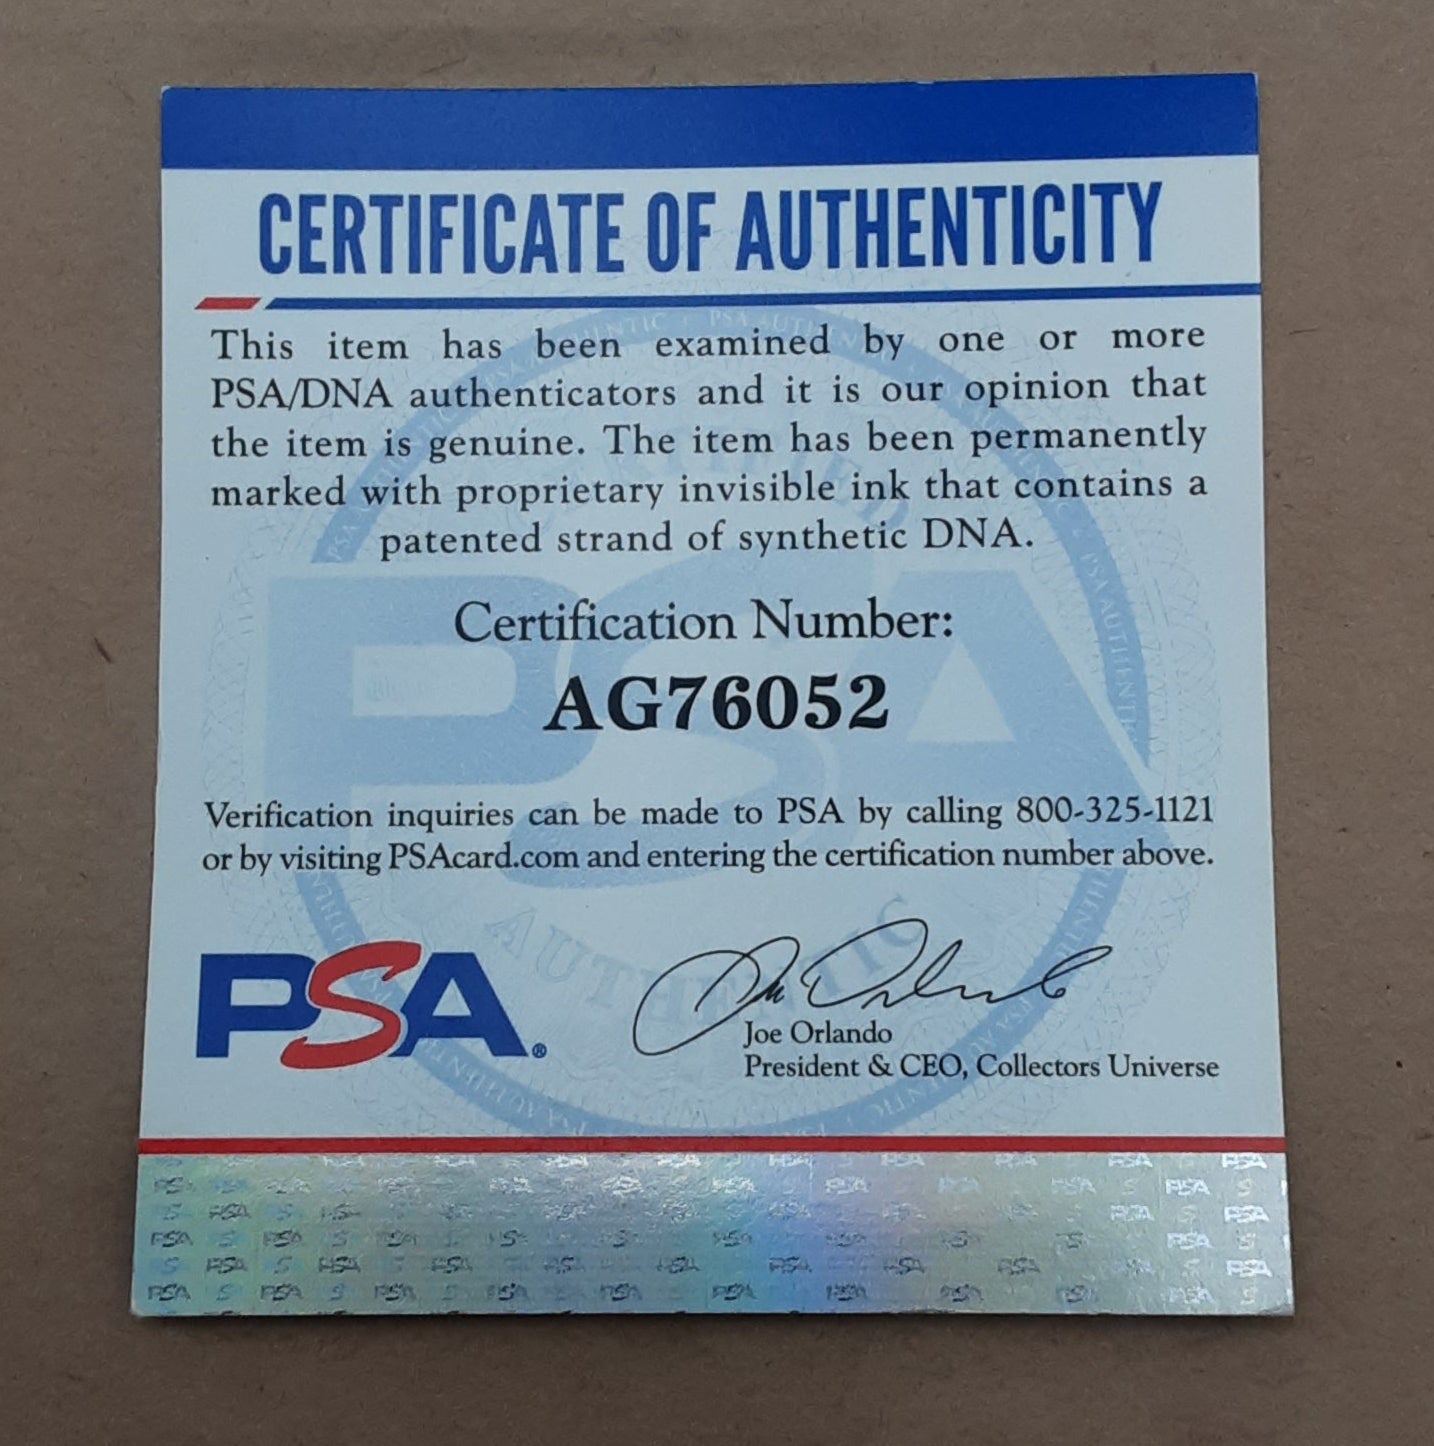 CERTIFICATE OF AUTHENTICITY
This item has been examined by one or more
PSA/DNA authenticators and it is our opinion that
the item is genuine. The item has been permanently
marked with proprietary invisible ink that contains a
patented strand of synthetic DNA.
Certification Number:
AG76052
Verification inquiries can be made to PSA by calling 800-325-1121
or by visiting PSAcard.com and entering the certification number above.
PSA®
Joe Orlando
President & CEO, Collectors Universe